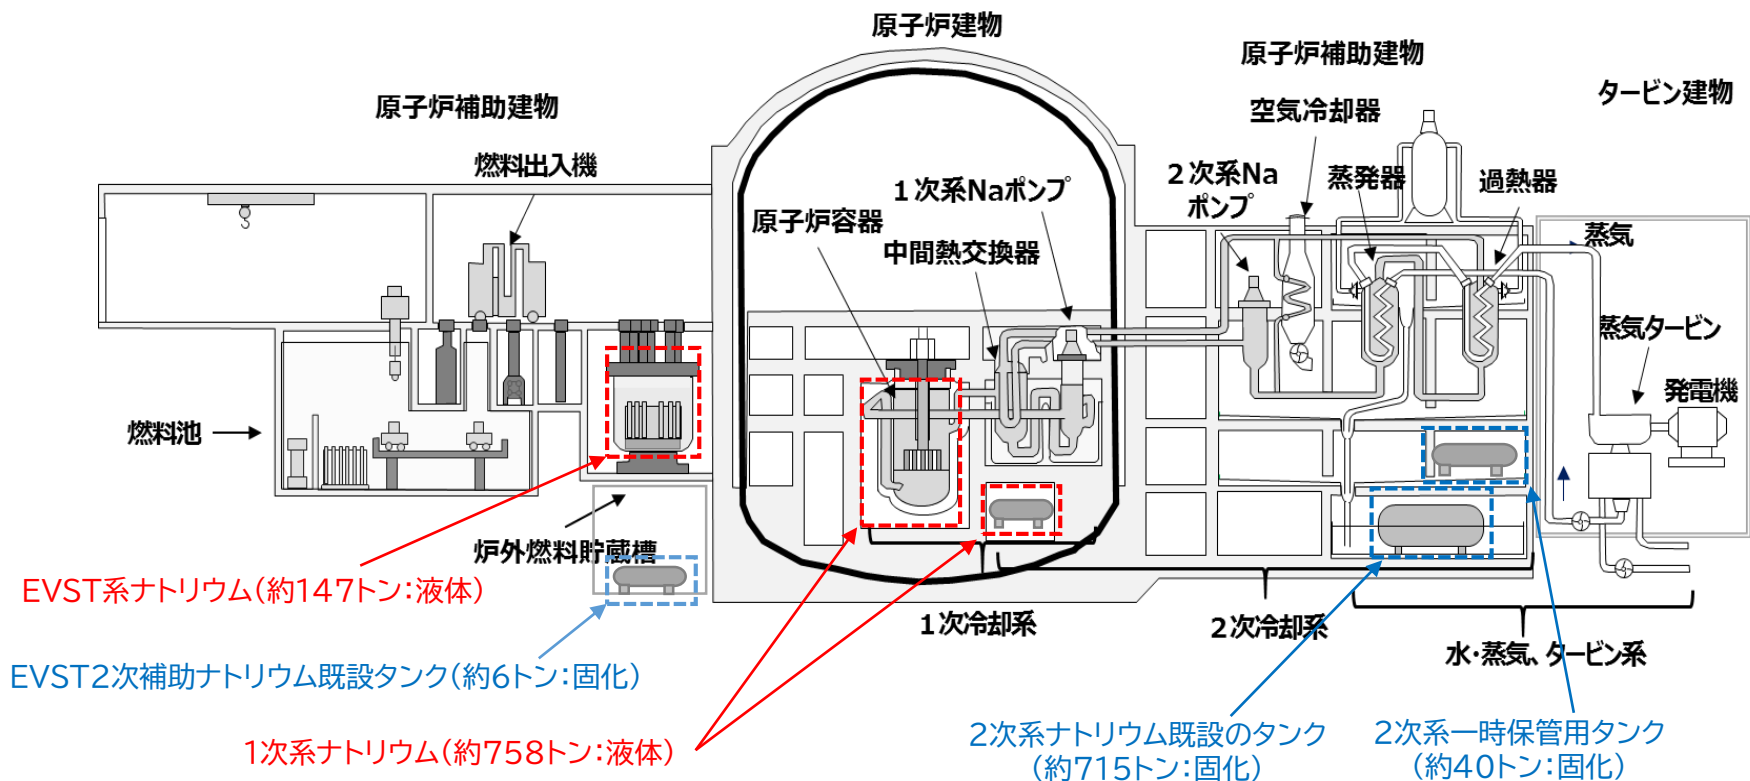 原子炉建物
原子炉補助建物
タービン建物
原子炉補助建物
空気冷却器
燃料出入機
1次系Naポンプ
2次系Na
ポンプ
蒸発器
過熱器
原子炉容器
中間熱交換器
蒸気
蒸気タービン
発電機
燃料池
炉外燃料貯蔵槽
EVST系ナトリウム(約147トン:液体)
1次冷却系
2次冷却系
水・蒸気、タービン系
EVST2次補助ナトリウム既設タンク(約6トン:固化)
1次系ナトリウム(約758トン:液体)
2次系ナトリウム既設のタンク
(約715トン:固化)
2次系一時保管用タンク
(約40トン:固化)